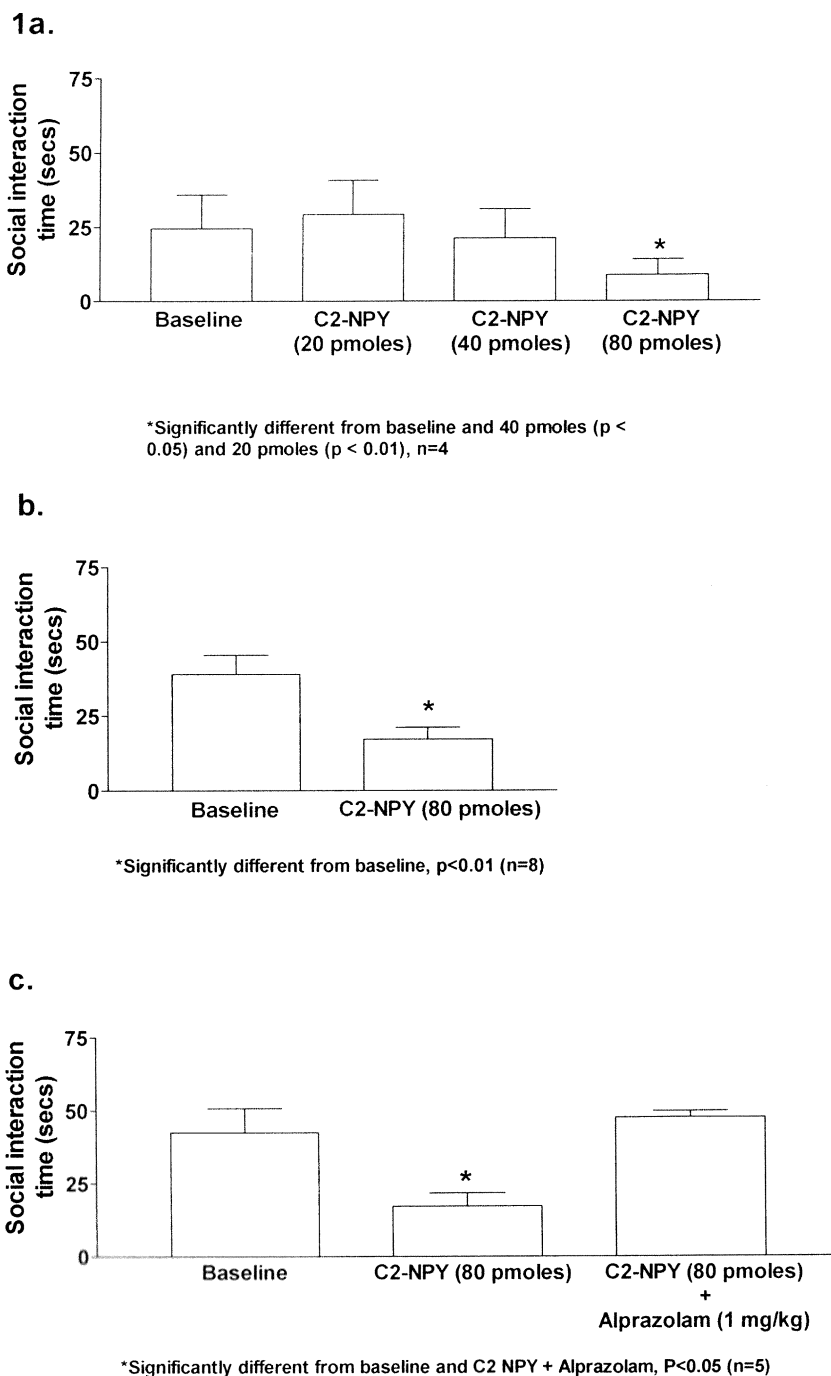 1a.
Social interaction
time (secs)
75
50
25
0
*
Baseline
C2-NPY
(20 pmoles)
C2-NPY
(40 pmoles)
C2-NPY
(80 pmoles)
*Significantly different from baseline and 40 pmoles (p <
0.05) and 20 pmoles (p < 0.01), n=4
b.
Social interaction
time (secs)
75
50
25
0
*
Baseline
C2-NPY (80 pmoles)
*Significantly different from baseline, p<0.01 (n=8)
c.
Social interaction
time (secs)
75
50
25
0
*
Baseline
C2-NPY (80 pmoles)
C2-NPY (80 pmoles)
+
Alprazolam (1 mg/kg)
*Significantly different from baseline and C2 NPY + Alprazolam, P<0.05 (n=5)